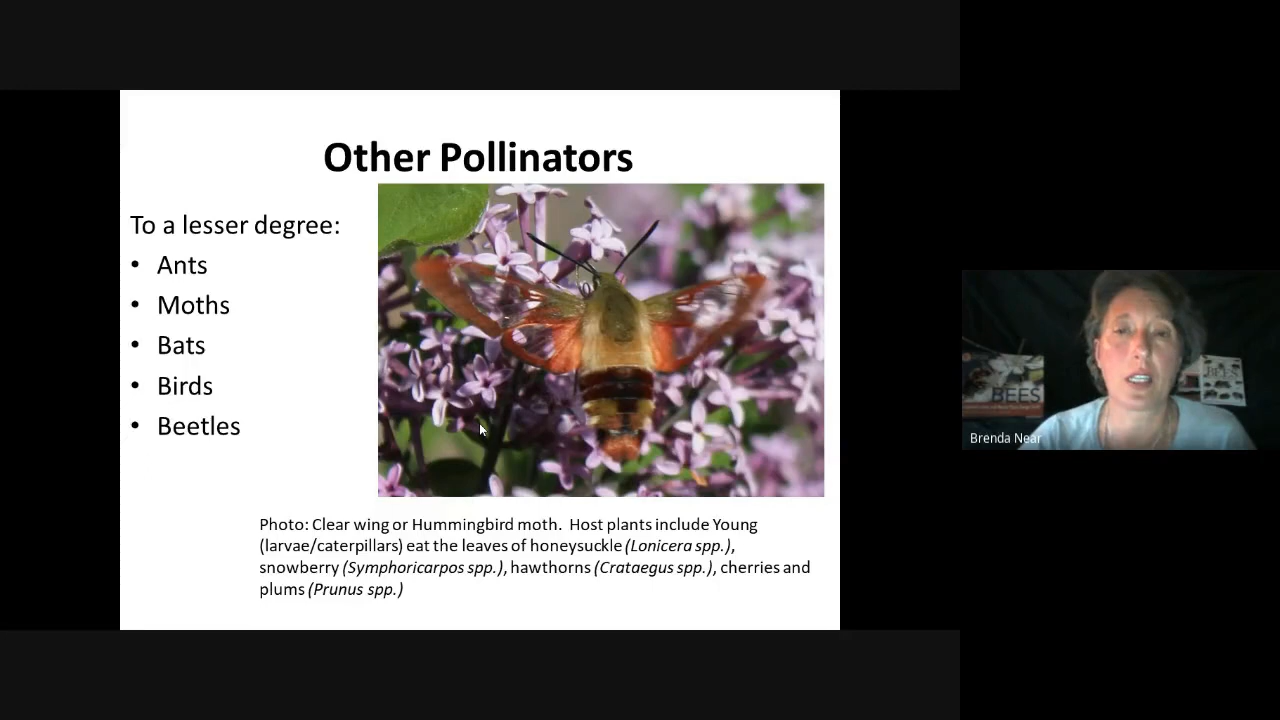 Other Pollinators
To a lesser degree:
• Ants
• Moths
• Bats
• Birds
• Beetles
Photo: Clear wing or Hummingbird moth. Host plants include Young
(larvae/caterpillars) eat the leaves of honeysuckle (Lonicera spp.),
snowberry (Symphoricarpos spp.), hawthorns (Crataegus spp.), cherries and
plums (Prunus spp.)
BEES
BEES
Brenda Near